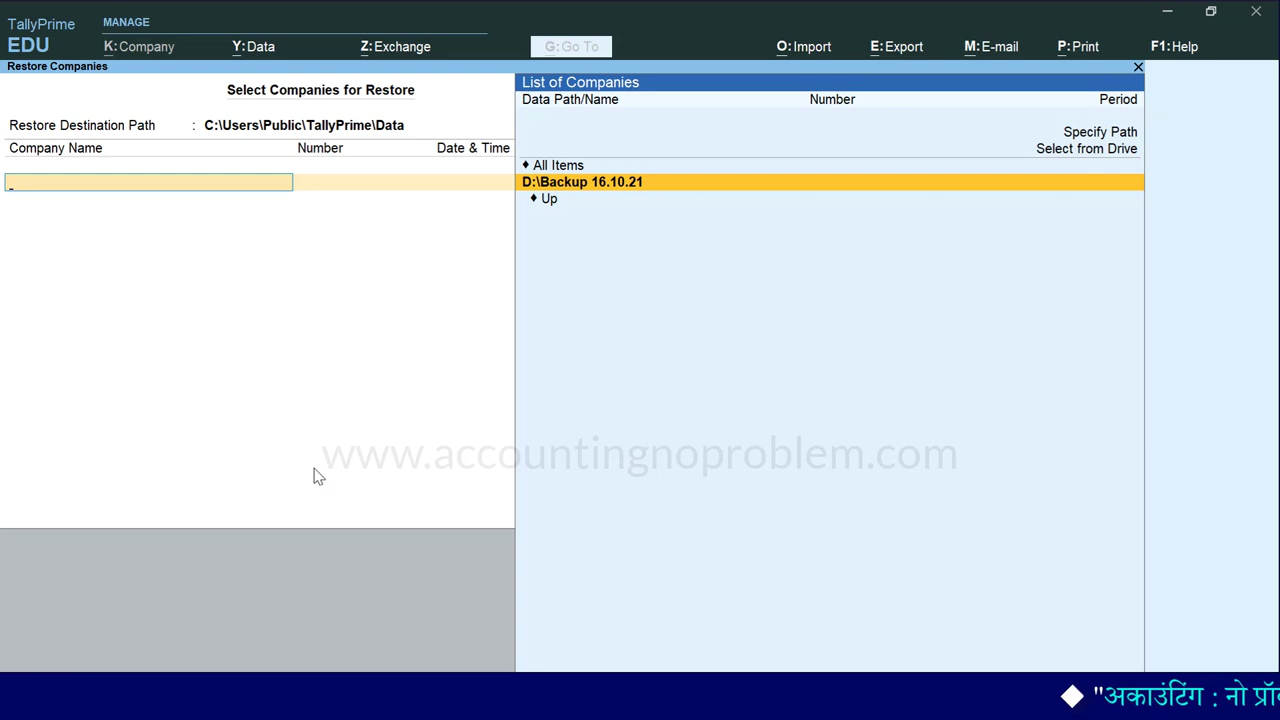 TallyPrime
EDU
MANAGE
K:Company
Y:Data
Z:Exchange
G:Go To
O:Import
E:Export
M:E-mail
P:Print
F1:Help
Restore Companies
Select Companies for Restore
Restore Destination Path : C:\Users\Public\TallyPrime\Data
Company Name Number Date & Time
List of Companies
Data Path/Name Number Period
Specify Path
Select from Drive
♦ All Items
D:\Backup 16.10.21
♦ Up
www.accountingnoproblem.com
◆ "अकाउंटिंग : नो